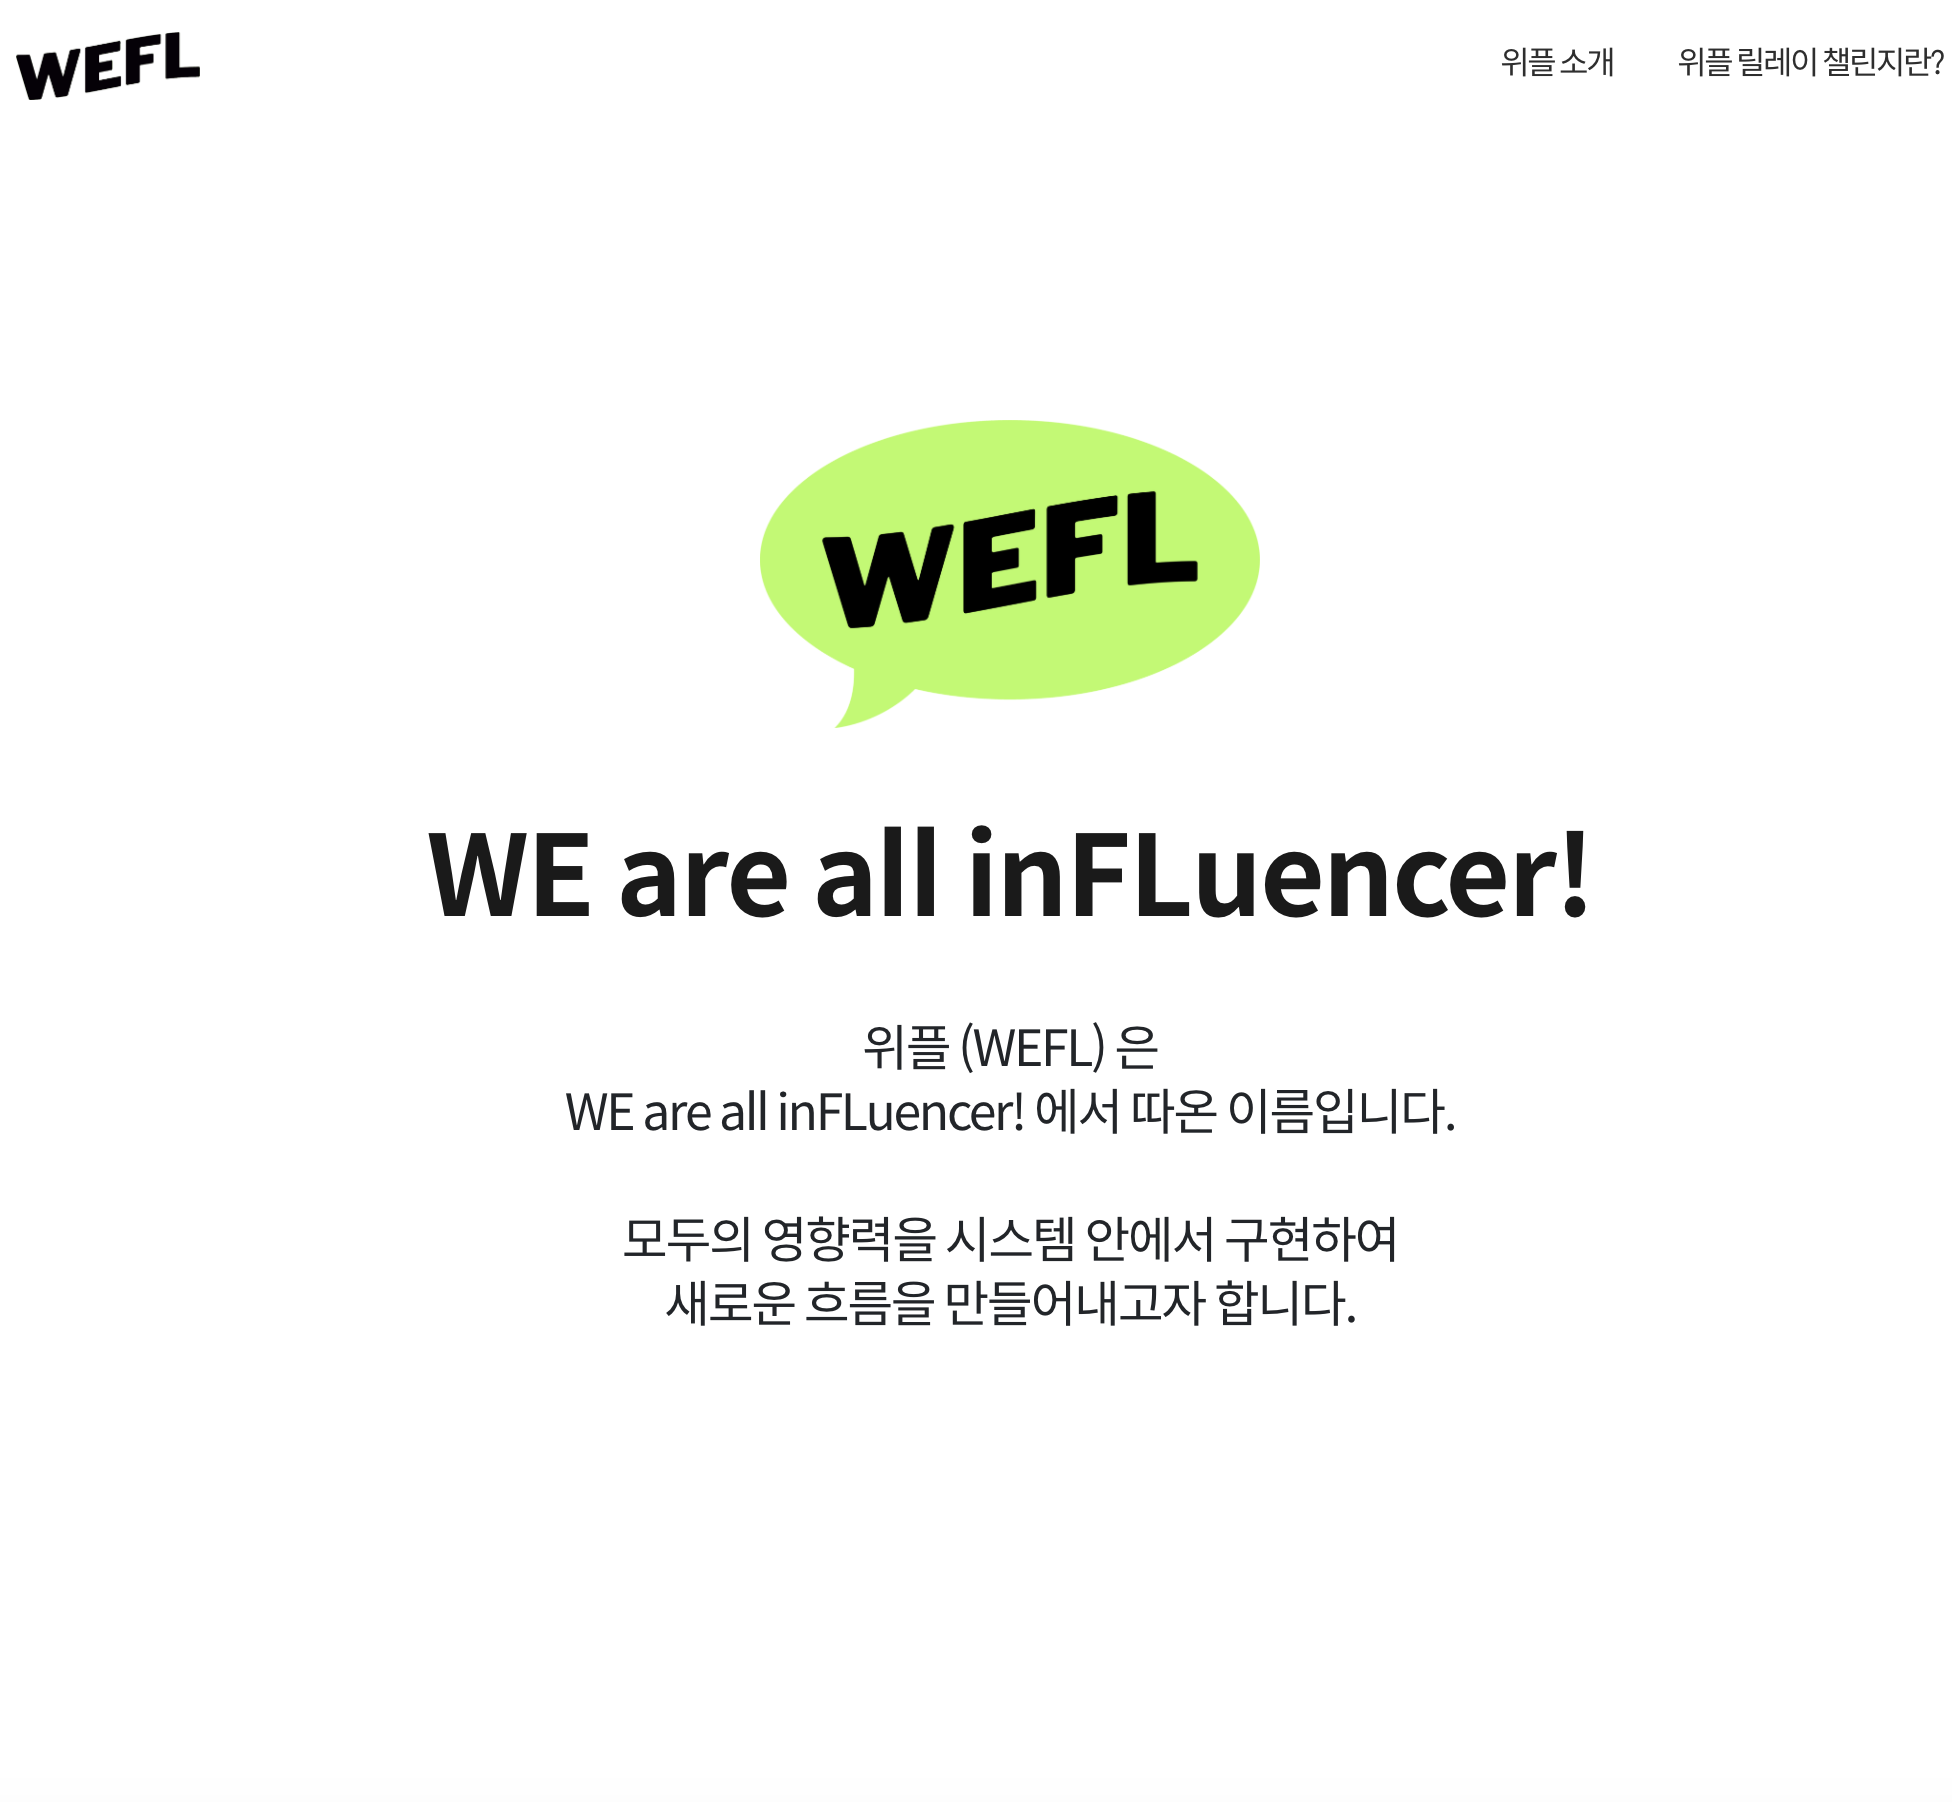 WEFL
위플 소개
위플 릴레이 챌린지란?
WEFL
WE are all inFLuencer!
위플 (WEFL) 은
WE are all inFLuencer! 에서 따온 이름입니다.
모두의 영향력을 시스템 안에서 구현하여
새로운 흐름을 만들어내고자 합니다.